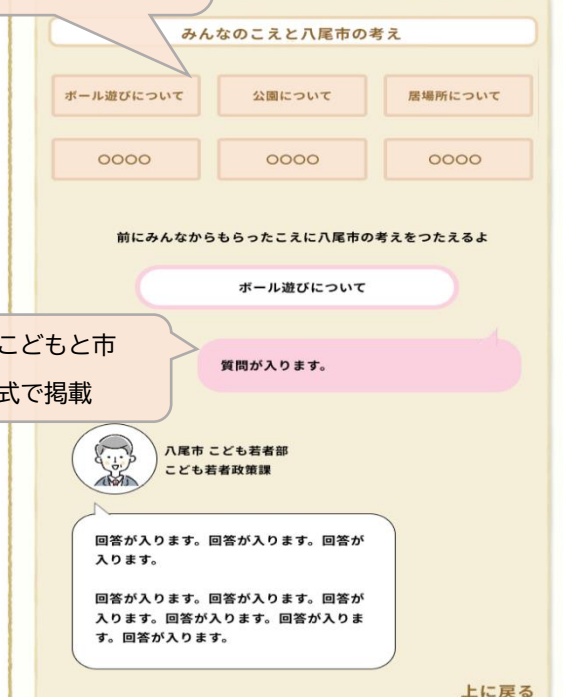 みんなのこえと八尾市の考え
ボール遊びについて
公園について
居場所について
○○○○
○○○○
○○○○
前にみんなからもらったこえに八尾市の考えをつたえるよ
ボール遊びについて
こどもと市
式で掲載
質問が入ります。
八尾市 こども若者部
こども若者政策課
回答が入ります。回答が入ります。回答が
入ります。
回答が入ります。回答が入ります。回答が
入ります。回答が入ります。回答が入りま
す。回答が入ります。
上に戻る